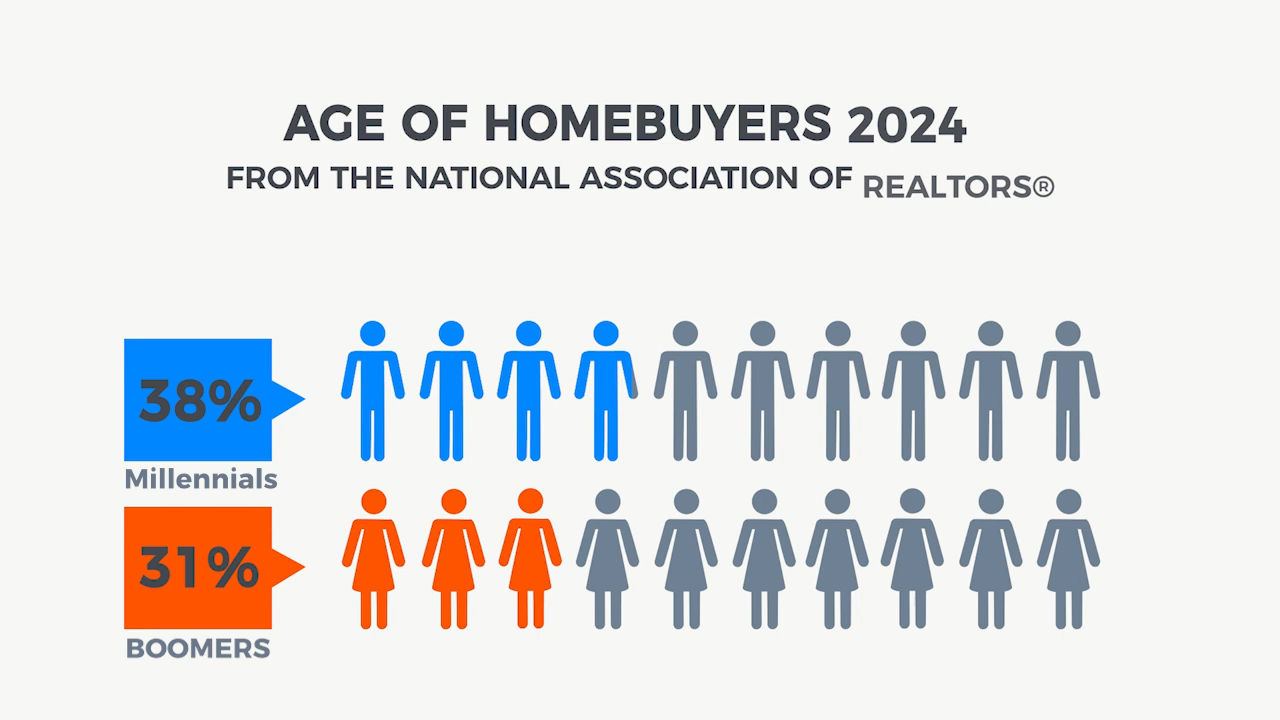 AGE OF HOMEBUYERS 2024
FROM THE NATIONAL ASSOCIATION OF REALTORS®
38%
Millennials
31%
BOOMERS